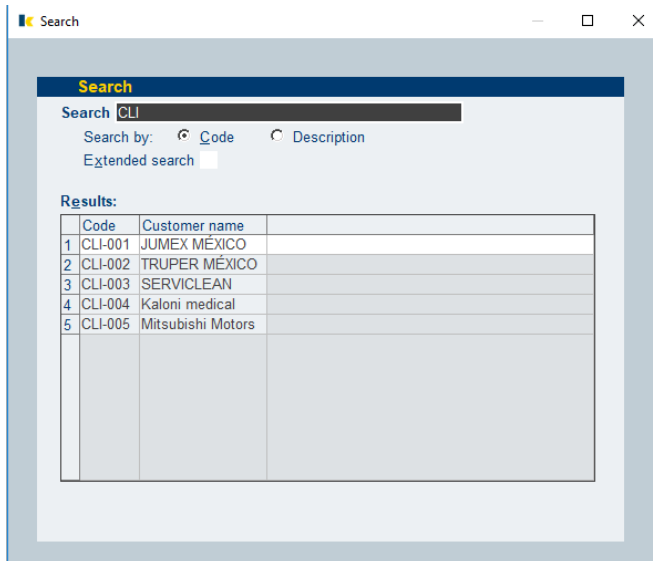 Search
Search
Search CLI
Search by: Code Description
Extended search
Results:
Code Customer name
1 CLI-001 JUMEX MÉXICO
2 CLI-002 TRUPER MÉXICO
3 CLI-003 SERVICLEAN
4 CLI-004 Kaloni medical
5 CLI-005 Mitsubishi Motors